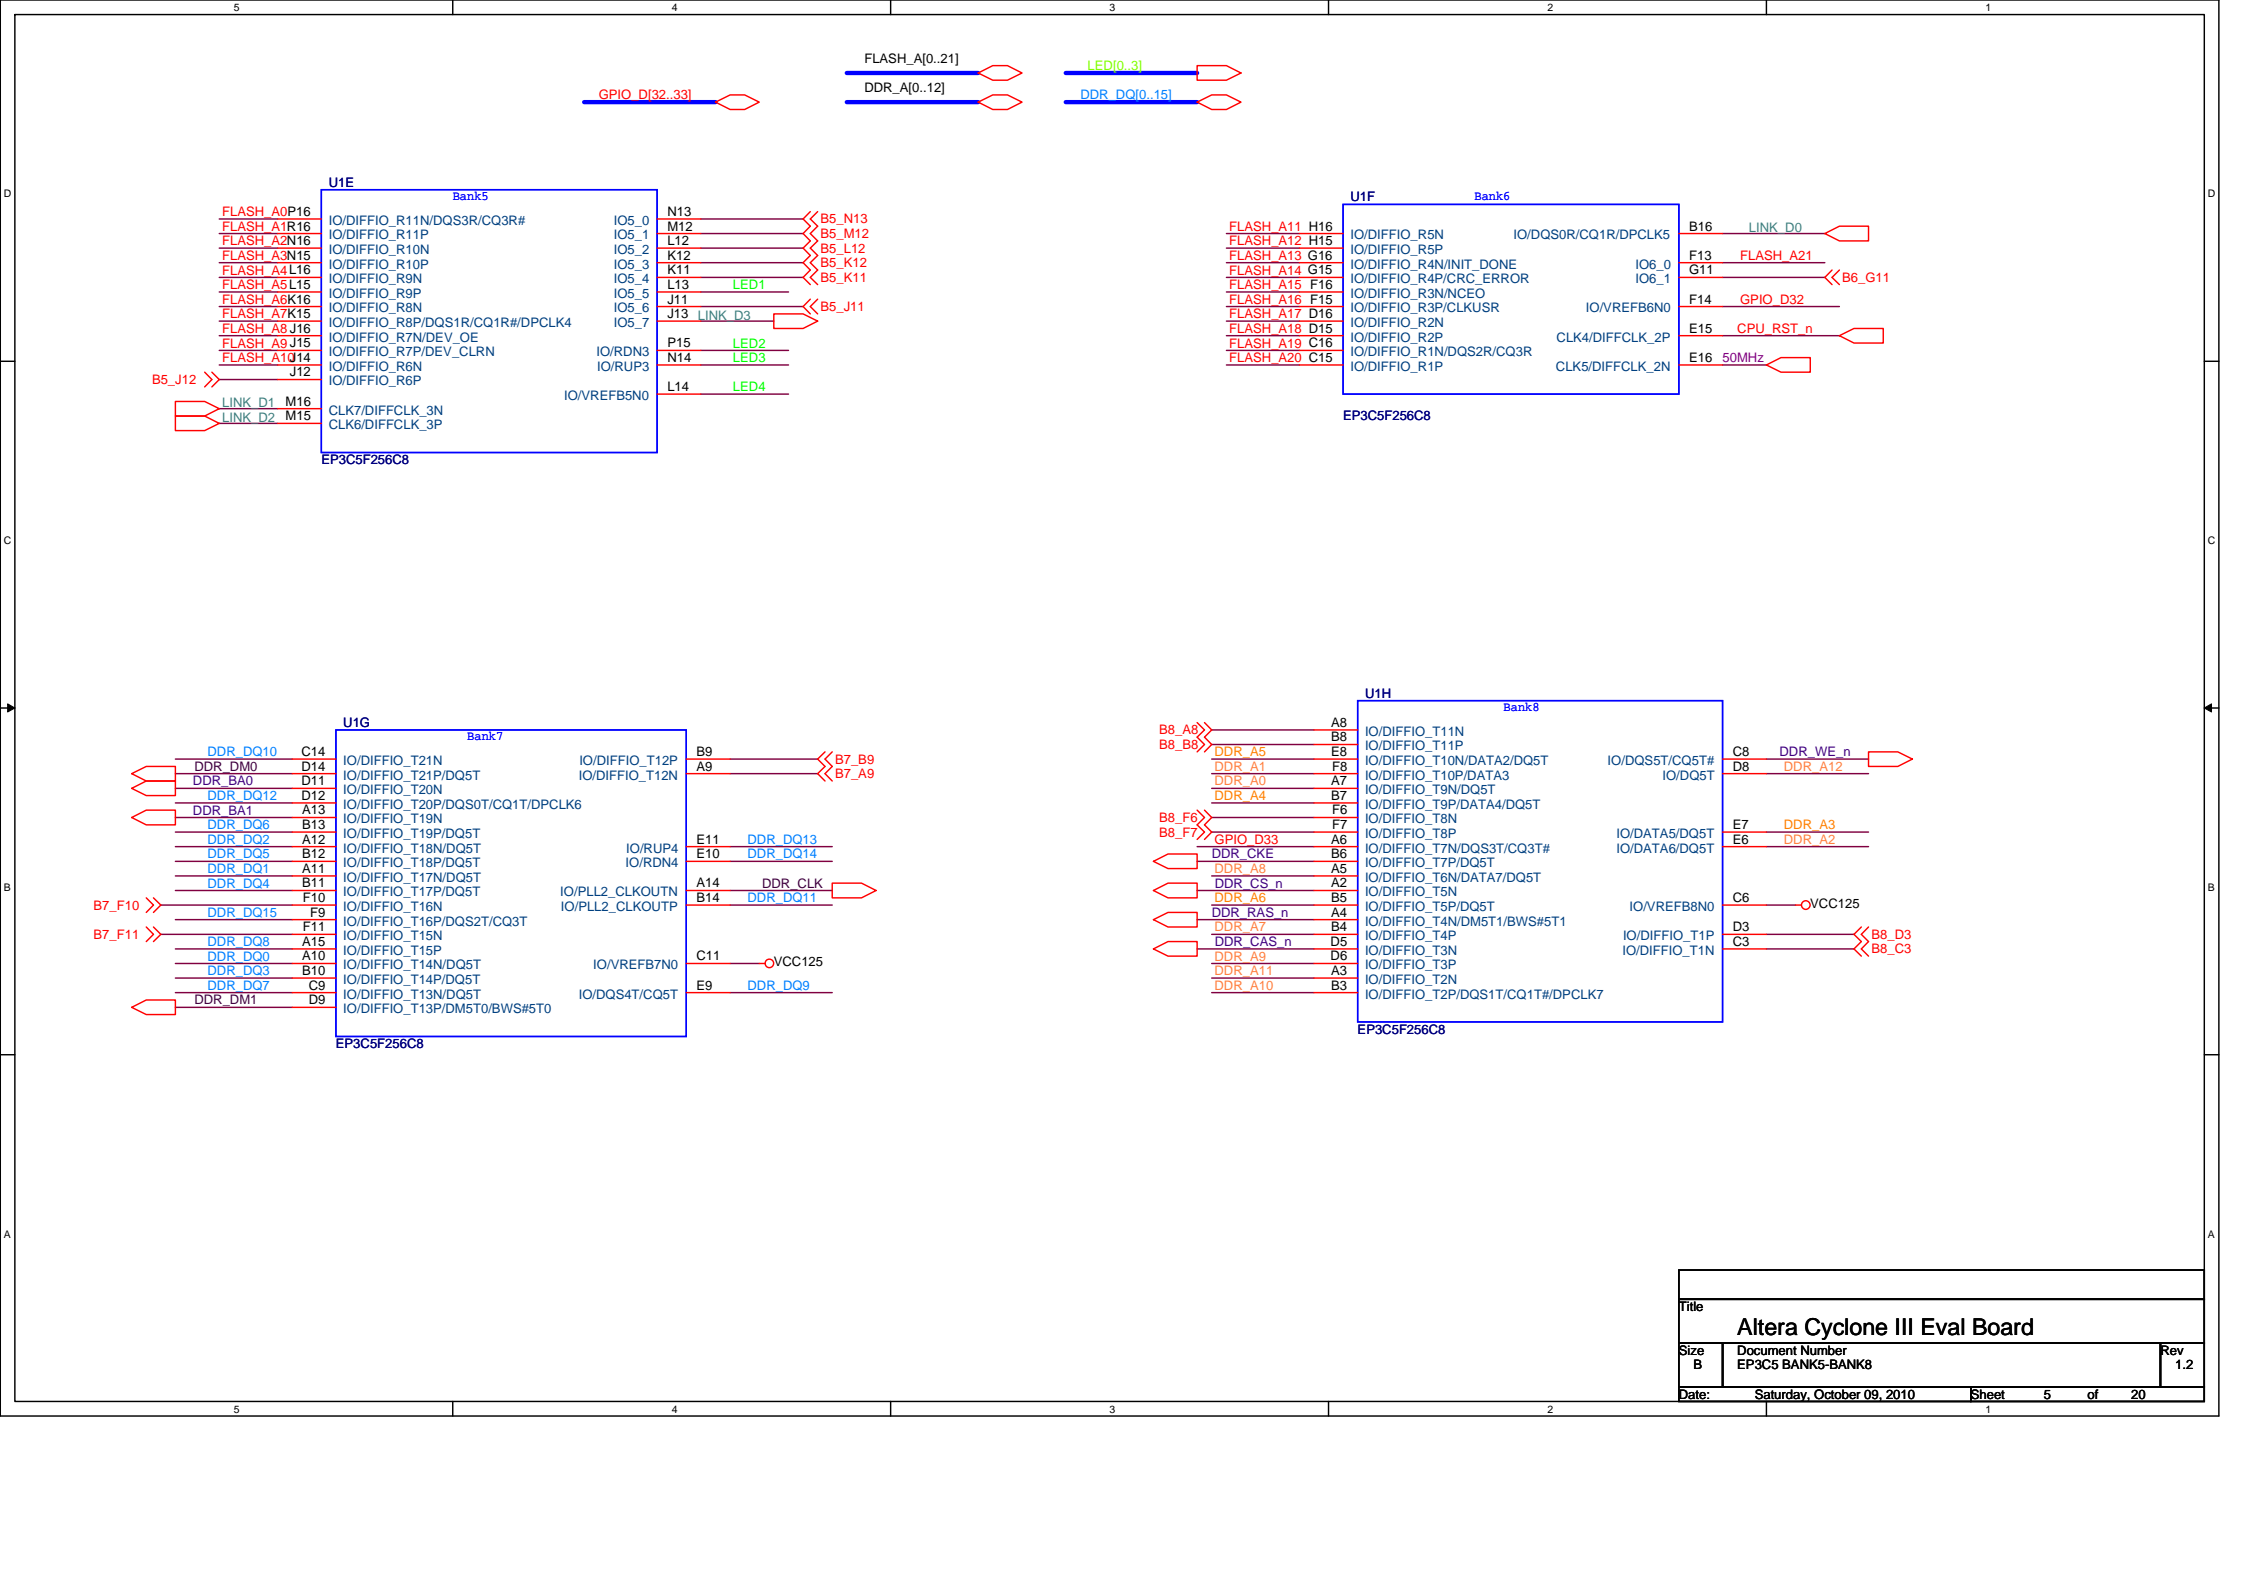 5 4 3 2 1
FLASH_A[0..21]
LED[0..3]
DDR_A[0..12]
GPIO_D[32..33]
DDR_DQ[0..15]
D D
U1E
Bank5
FLASH_A0 P16 IO/DIFFIO_R11N/DQS3R/CQ3R# IO5_0 N13 B5_N13
FLASH_A1 R16 IO/DIFFIO_R11P IO5_1 M12 B5_M12
FLASH_A2 N16 IO/DIFFIO_R10N IO5_2 L12 B5_L12
FLASH_A3 N15 IO/DIFFIO_R10P IO5_3 K12 B5_K12
FLASH_A4 L16 IO/DIFFIO_R9N IO5_4 K11 B5_K11
FLASH_A5 L15 IO/DIFFIO_R9P IO5_5 L13 LED1
FLASH_A6 K16 IO/DIFFIO_R8N IO5_6 J11 B5_J11
FLASH_A7 K15 IO/DIFFIO_R8P/DQS1R/CQ1R#/DPCLK4 IO5_7 J13 LINK_D3
FLASH_A8 J16 IO/DIFFIO_R7N/DEV_OE
FLASH_A9 J15 IO/DIFFIO_R7P/DEV_CLRN IO/RDN3 P15 LED2
FLASH_A10 J14 IO/DIFFIO_R6N IO/RUP3 N14 LED3
B5_J12 J12 IO/DIFFIO_R6P
IO/VREFB5N0 L14 LED4
LINK_D1 M16 CLK7/DIFFCLK_3N
LINK_D2 M15 CLK6/DIFFCLK_3P
EP3C5F256C8
U1F
Bank6
FLASH_A11 H16 IO/DIFFIO_R5N IO/DQS0R/CQ1R/DPCLK5 B16 LINK_D0
FLASH_A12 H15 IO/DIFFIO_R5P
FLASH_A13 G16 IO/DIFFIO_R4N/INIT_DONE IO6_0 F13 FLASH_A21
FLASH_A14 G15 IO/DIFFIO_R4P/CRC_ERROR IO6_1 G11 B6_G11
FLASH_A15 F16 IO/DIFFIO_R3N/NCEO
FLASH_A16 F15 IO/DIFFIO_R3P/CLKUSR IO/VREFB6N0 F14 GPIO_D32
FLASH_A17 D16 IO/DIFFIO_R2N
FLASH_A18 D15 IO/DIFFIO_R2P CLK4/DIFFCLK_2P E15 CPU_RST_n
FLASH_A19 C16 IO/DIFFIO_R1N/DQS2R/CQ3R
FLASH_A20 C15 IO/DIFFIO_R1P CLK5/DIFFCLK_2N E16 50MHz
EP3C5F256C8
C C
U1G
Bank7
DDR_DQ10 C14 IO/DIFFIO_T21N IO/DIFFIO_T12P B9 B7_B9
DDR_DM0 D14 IO/DIFFIO_T21P/DQ5T IO/DIFFIO_T12N A9 B7_A9
DDR_BA0 D11 IO/DIFFIO_T20N
DDR_DQ12 D12 IO/DIFFIO_T20P/DQS0T/CQ1T/DPCLK6
DDR_BA1 A13 IO/DIFFIO_T19N
DDR_DQ6 B13 IO/DIFFIO_T19P/DQ5T
DDR_DQ2 A12 IO/DIFFIO_T18N/DQ5T IO/RUP4 E11 DDR_DQ13
DDR_DQ5 B12 IO/DIFFIO_T18P/DQ5T IO/RDN4 E10 DDR_DQ14
DDR_DQ1 A11 IO/DIFFIO_T17N/DQ5T
DDR_DQ4 B11 IO/DIFFIO_T17P/DQ5T IO/PLL2_CLKOUTN A14 DDR_CLK
B7_F10 F10 IO/DIFFIO_T16N IO/PLL2_CLKOUTP B14 DDR_DQ11
DDR_DQ15 F9 IO/DIFFIO_T16P/DQS2T/CQ3T
B7_F11 F11 IO/DIFFIO_T15N
DDR_DQ8 A15 IO/DIFFIO_T15P
DDR_DQ0 A10 IO/DIFFIO_T14N/DQ5T IO/VREFB7N0 C11 VCC125
DDR_DQ3 B10 IO/DIFFIO_T14P/DQ5T
DDR_DQ7 C9 IO/DIFFIO_T13N/DQ5T IO/DQS4T/CQ5T E9 DDR_DQ9
DDR_DM1 D9 IO/DIFFIO_T13P/DM5T0/BWS#5T0
EP3C5F256C8
U1H
Bank8
B8_A8 A8 IO/DIFFIO_T11N
B8_B8 B8 IO/DIFFIO_T11P
DDR_A5 E8 IO/DIFFIO_T10N/DATA2/DQ5T IO/DQS5T/CQ5T# C8 DDR_WE_n
DDR_A1 F8 IO/DIFFIO_T10P/DATA3 IO/DQ5T D8 DDR_A12
DDR_A0 A7 IO/DIFFIO_T9N/DQ5T
DDR_A4 B7 IO/DIFFIO_T9P/DATA4/DQ5T
B8_F6 F6 IO/DIFFIO_T8N
B8_F7 F7 IO/DIFFIO_T8P IO/DATA5/DQ5T E7 DDR_A3
GPIO_D33 A6 IO/DIFFIO_T7N/DQS3T/CQ3T# IO/DATA6/DQ5T E6 DDR_A2
DDR_CKE B6 IO/DIFFIO_T7P/DQ5T
DDR_A8 A5 IO/DIFFIO_T6N/DATA7/DQ5T
DDR_CS_n A2 IO/DIFFIO_T5N
DDR_A6 B5 IO/DIFFIO_T5P/DQ5T IO/VREFB8N0 C6 VCC125
DDR_RAS_n A4 IO/DIFFIO_T4N/DM5T1/BWS#5T1
DDR_A7 B4 IO/DIFFIO_T4P IO/DIFFIO_T1P D3 B8_D3
DDR_CAS_n D5 IO/DIFFIO_T3N IO/DIFFIO_T1N C3 B8_C3
DDR_A9 D6 IO/DIFFIO_T3P
DDR_A11 A3 IO/DIFFIO_T2N
DDR_A10 B3 IO/DIFFIO_T2P/DQS1T/CQ1T#/DPCLK7
EP3C5F256C8
B B
A A
Title
Altera Cyclone III Eval Board
Size Document Number Rev
B EP3C5 BANK5-BANK8 1.2
Date: Saturday, October 09, 2010 Sheet 5 of 20
5 4 3 2 1